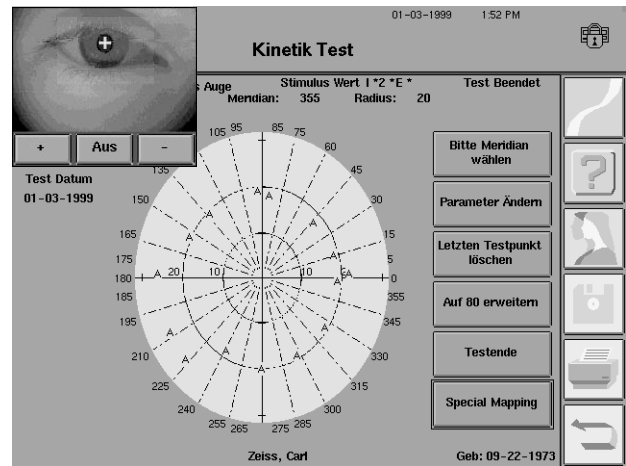 01-03-1999 1:52 PM
Kinetik Test
s Auge Stimulus Wert I *2 *E * Test Beendet
Meridian: 355 Radius: 20
+ Aus -
Test Datum
01-03-1999
105 95 85 75
60
135 45
150 30
165 15
175 5
180 20 10 10 0
185 355
195 345
210 330
225 315
240 300
255 265 275 285
A A
A A
A A
A A A A
A A
A A A A
Bitte Meridian
wählen
Parameter Ändern
Letzten Testpunkt
löschen
Auf 80 erweitern
Testende
Special Mapping
?
Zeiss, Carl Geb: 09-22-1973